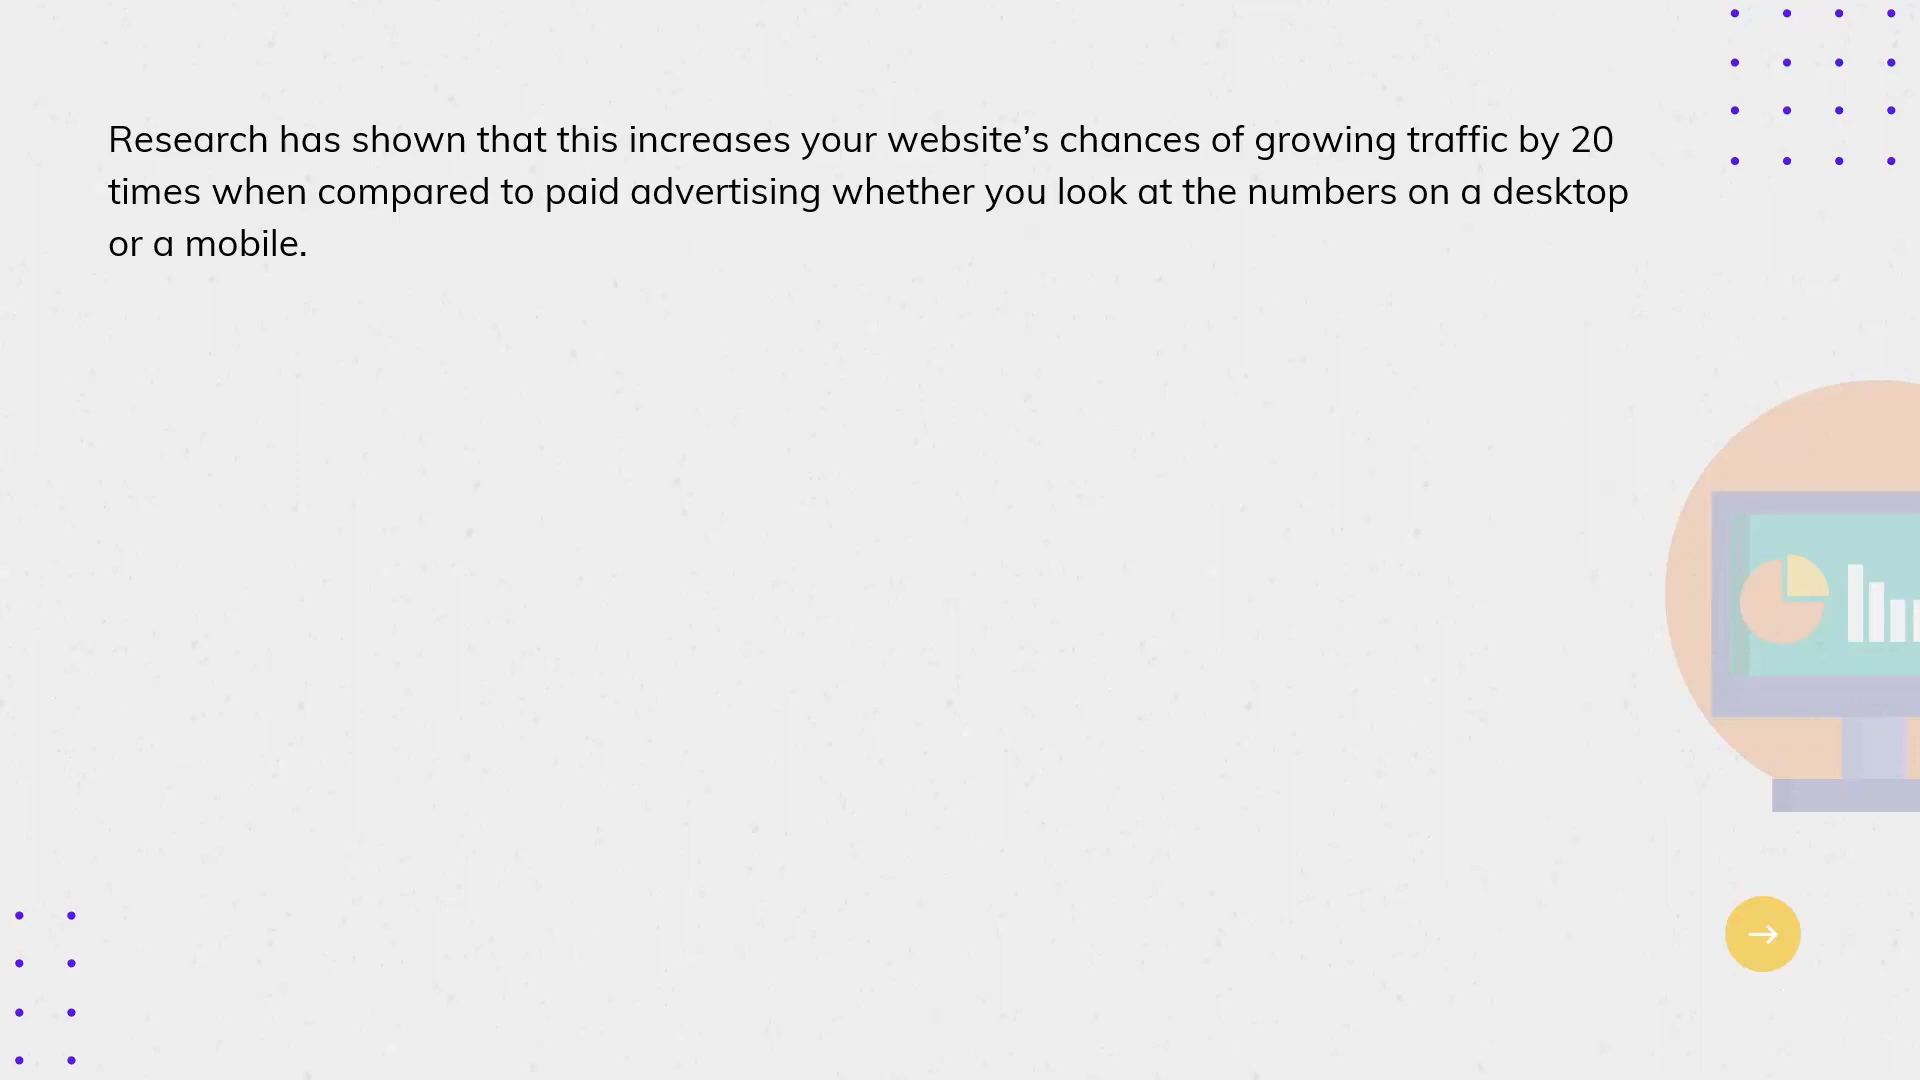 Research has shown that this increases your website’s chances of growing traffic by 20
times when compared to paid advertising whether you look at the numbers on a desktop
or a mobile.